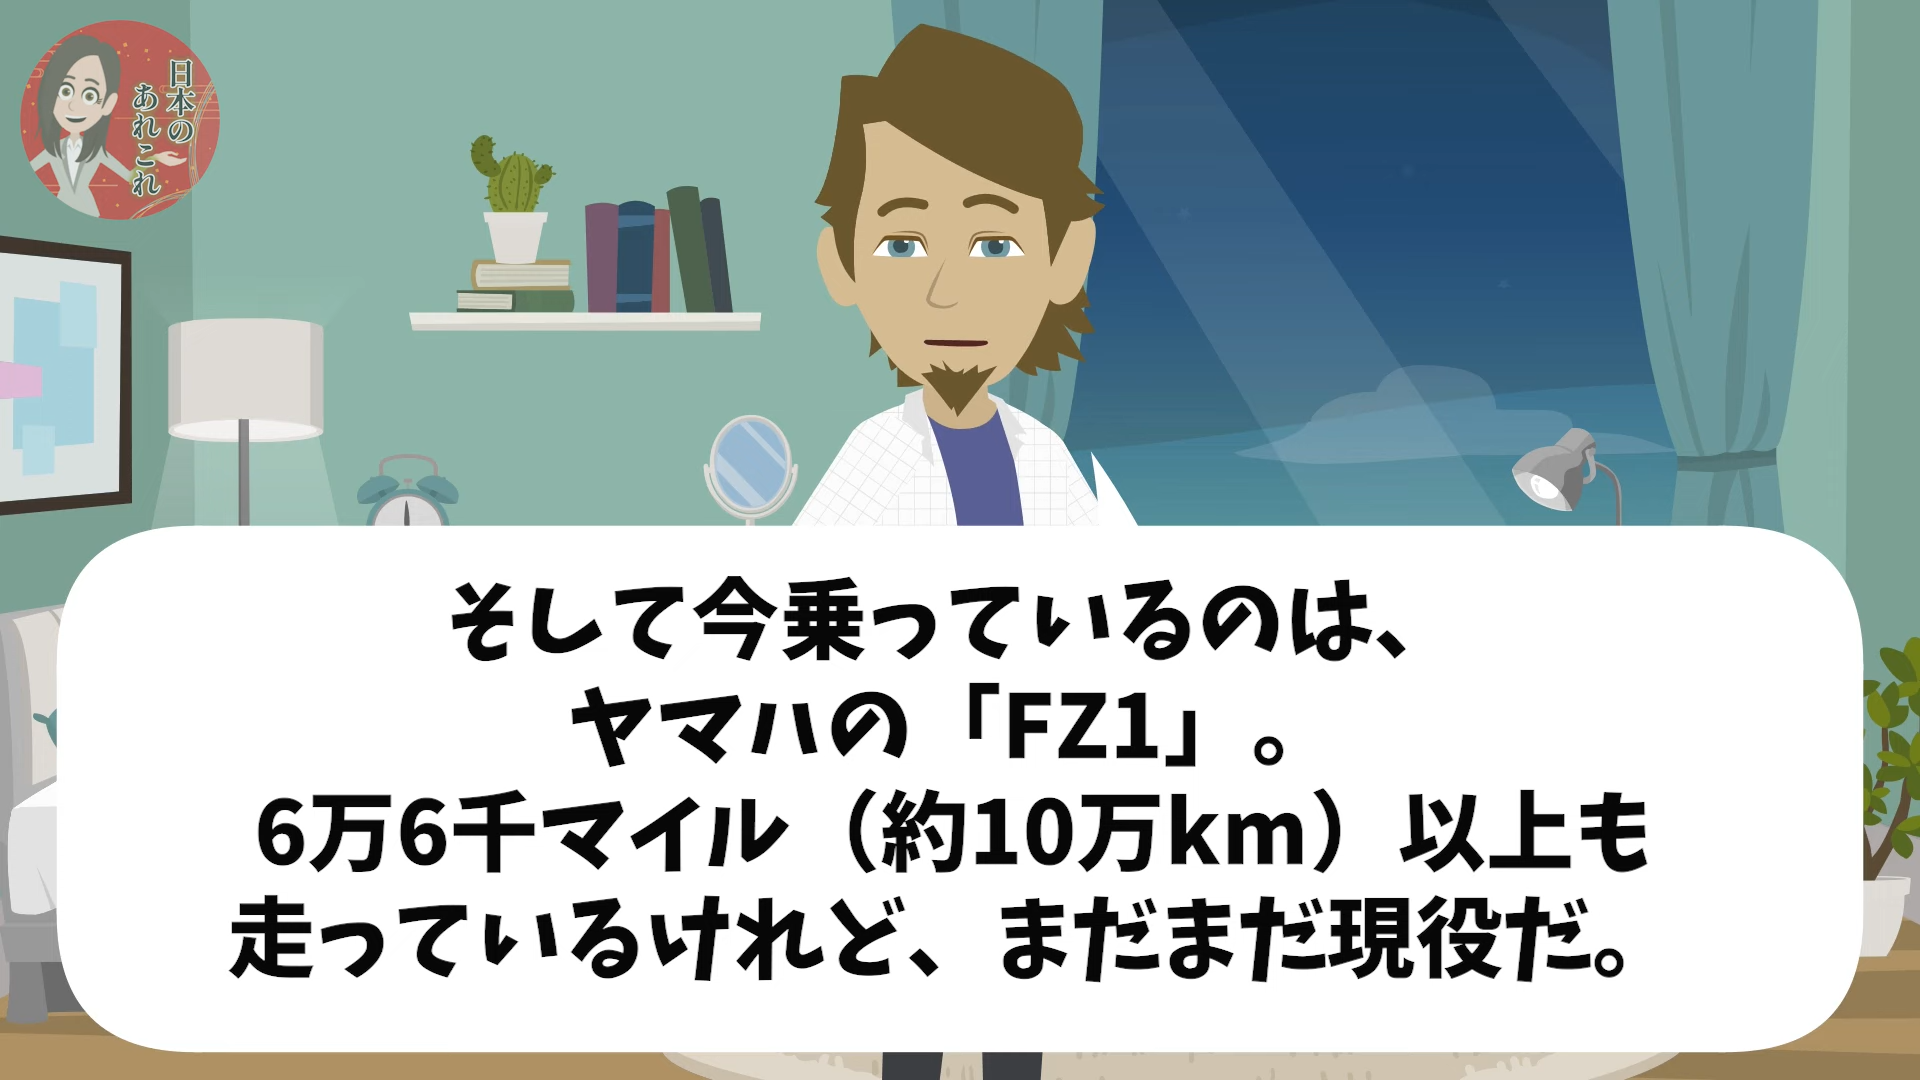 日本の
あれこれ
そして今乗っているのは、
ヤマハの「FZ1」。
6万6千マイル（約10万km）以上も
走っているけれど、まだまだ現役だ。